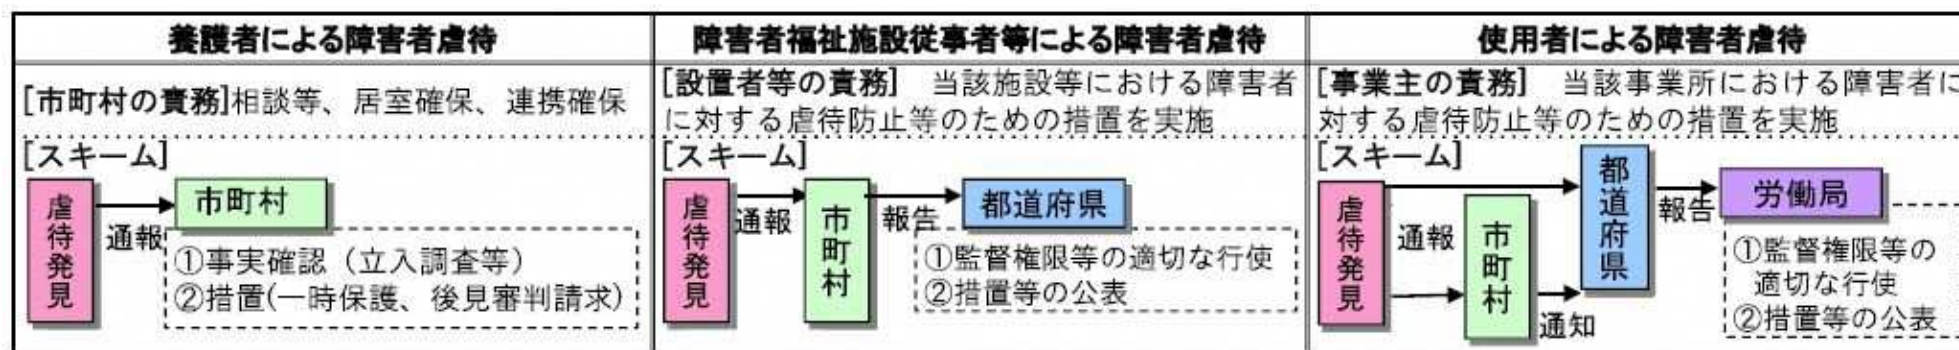 養護者による障害者虐待
[市町村の責務]相談等、居室確保、連携確保
[スキーム]
虐待発見
通報
市町村
①事実確認（立入調査等）
②措置(一時保護、後見審判請求)
障害者福祉施設従事者等による障害者虐待
[設置者等の責務]　当該施設等における障害者
に対する虐待防止等のための措置を実施
[スキーム]
虐待発見
通報
市町村
報告
都道府県
①監督権限等の適切な行使
②措置等の公表
使用者による障害者虐待
[事業主の責務]　当該事業所における障害者に
対する虐待防止等のための措置を実施
[スキーム]
虐待発見
通報
市町村
通知
都道府県
報告
労働局
①監督権限等の
適切な行使
②措置等の公表